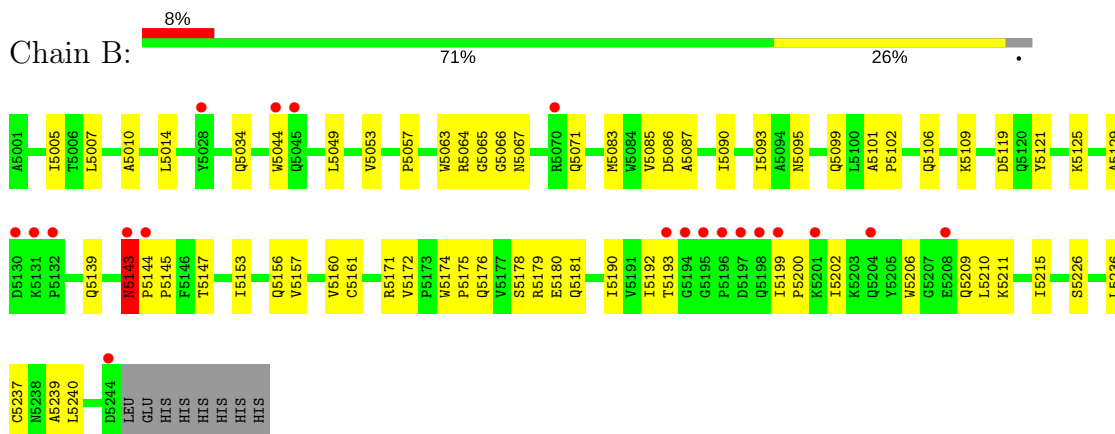 8%
Chain B:
71% 26% .
A5001 I5005 T5006 L5007 A5010 L5014 Y5028 Q5034 W5044 Q5045 L5049 V5053 P5057 W5063 R5064 G5065 G5066 N5067 R5070 Q5071 M5083 W5084 V5085 D5086 A5087 I5090 I5093 A5094 N5095 Q5099 L5100 A5101 P5102 Q5106 K5109 D5119 Q5120 Y5121 K5125 A5129
D5130 K5131 P5132 Q5139 N5143 P5144 P5145 F5146 T5147 I5153 Q5156 V5157 V5160 C5161 R5171 V5172 P5173 W5174 P5175 Q5176 V5177 S5178 R5179 E5180 Q5181 I5190 V5191 I5192 T5193 G5194 G5195 P5196 D5197 Q5198 I5199 P5200 K5201 I5202 K5203 Q5204 Y5205 W5206 G5207 E5208 Q5209 L5210 K5211 I5215 S5226 L5236
C5237 N5238 A5239 L5240 D5244 LEU GLU HIS HIS HIS HIS HIS HIS